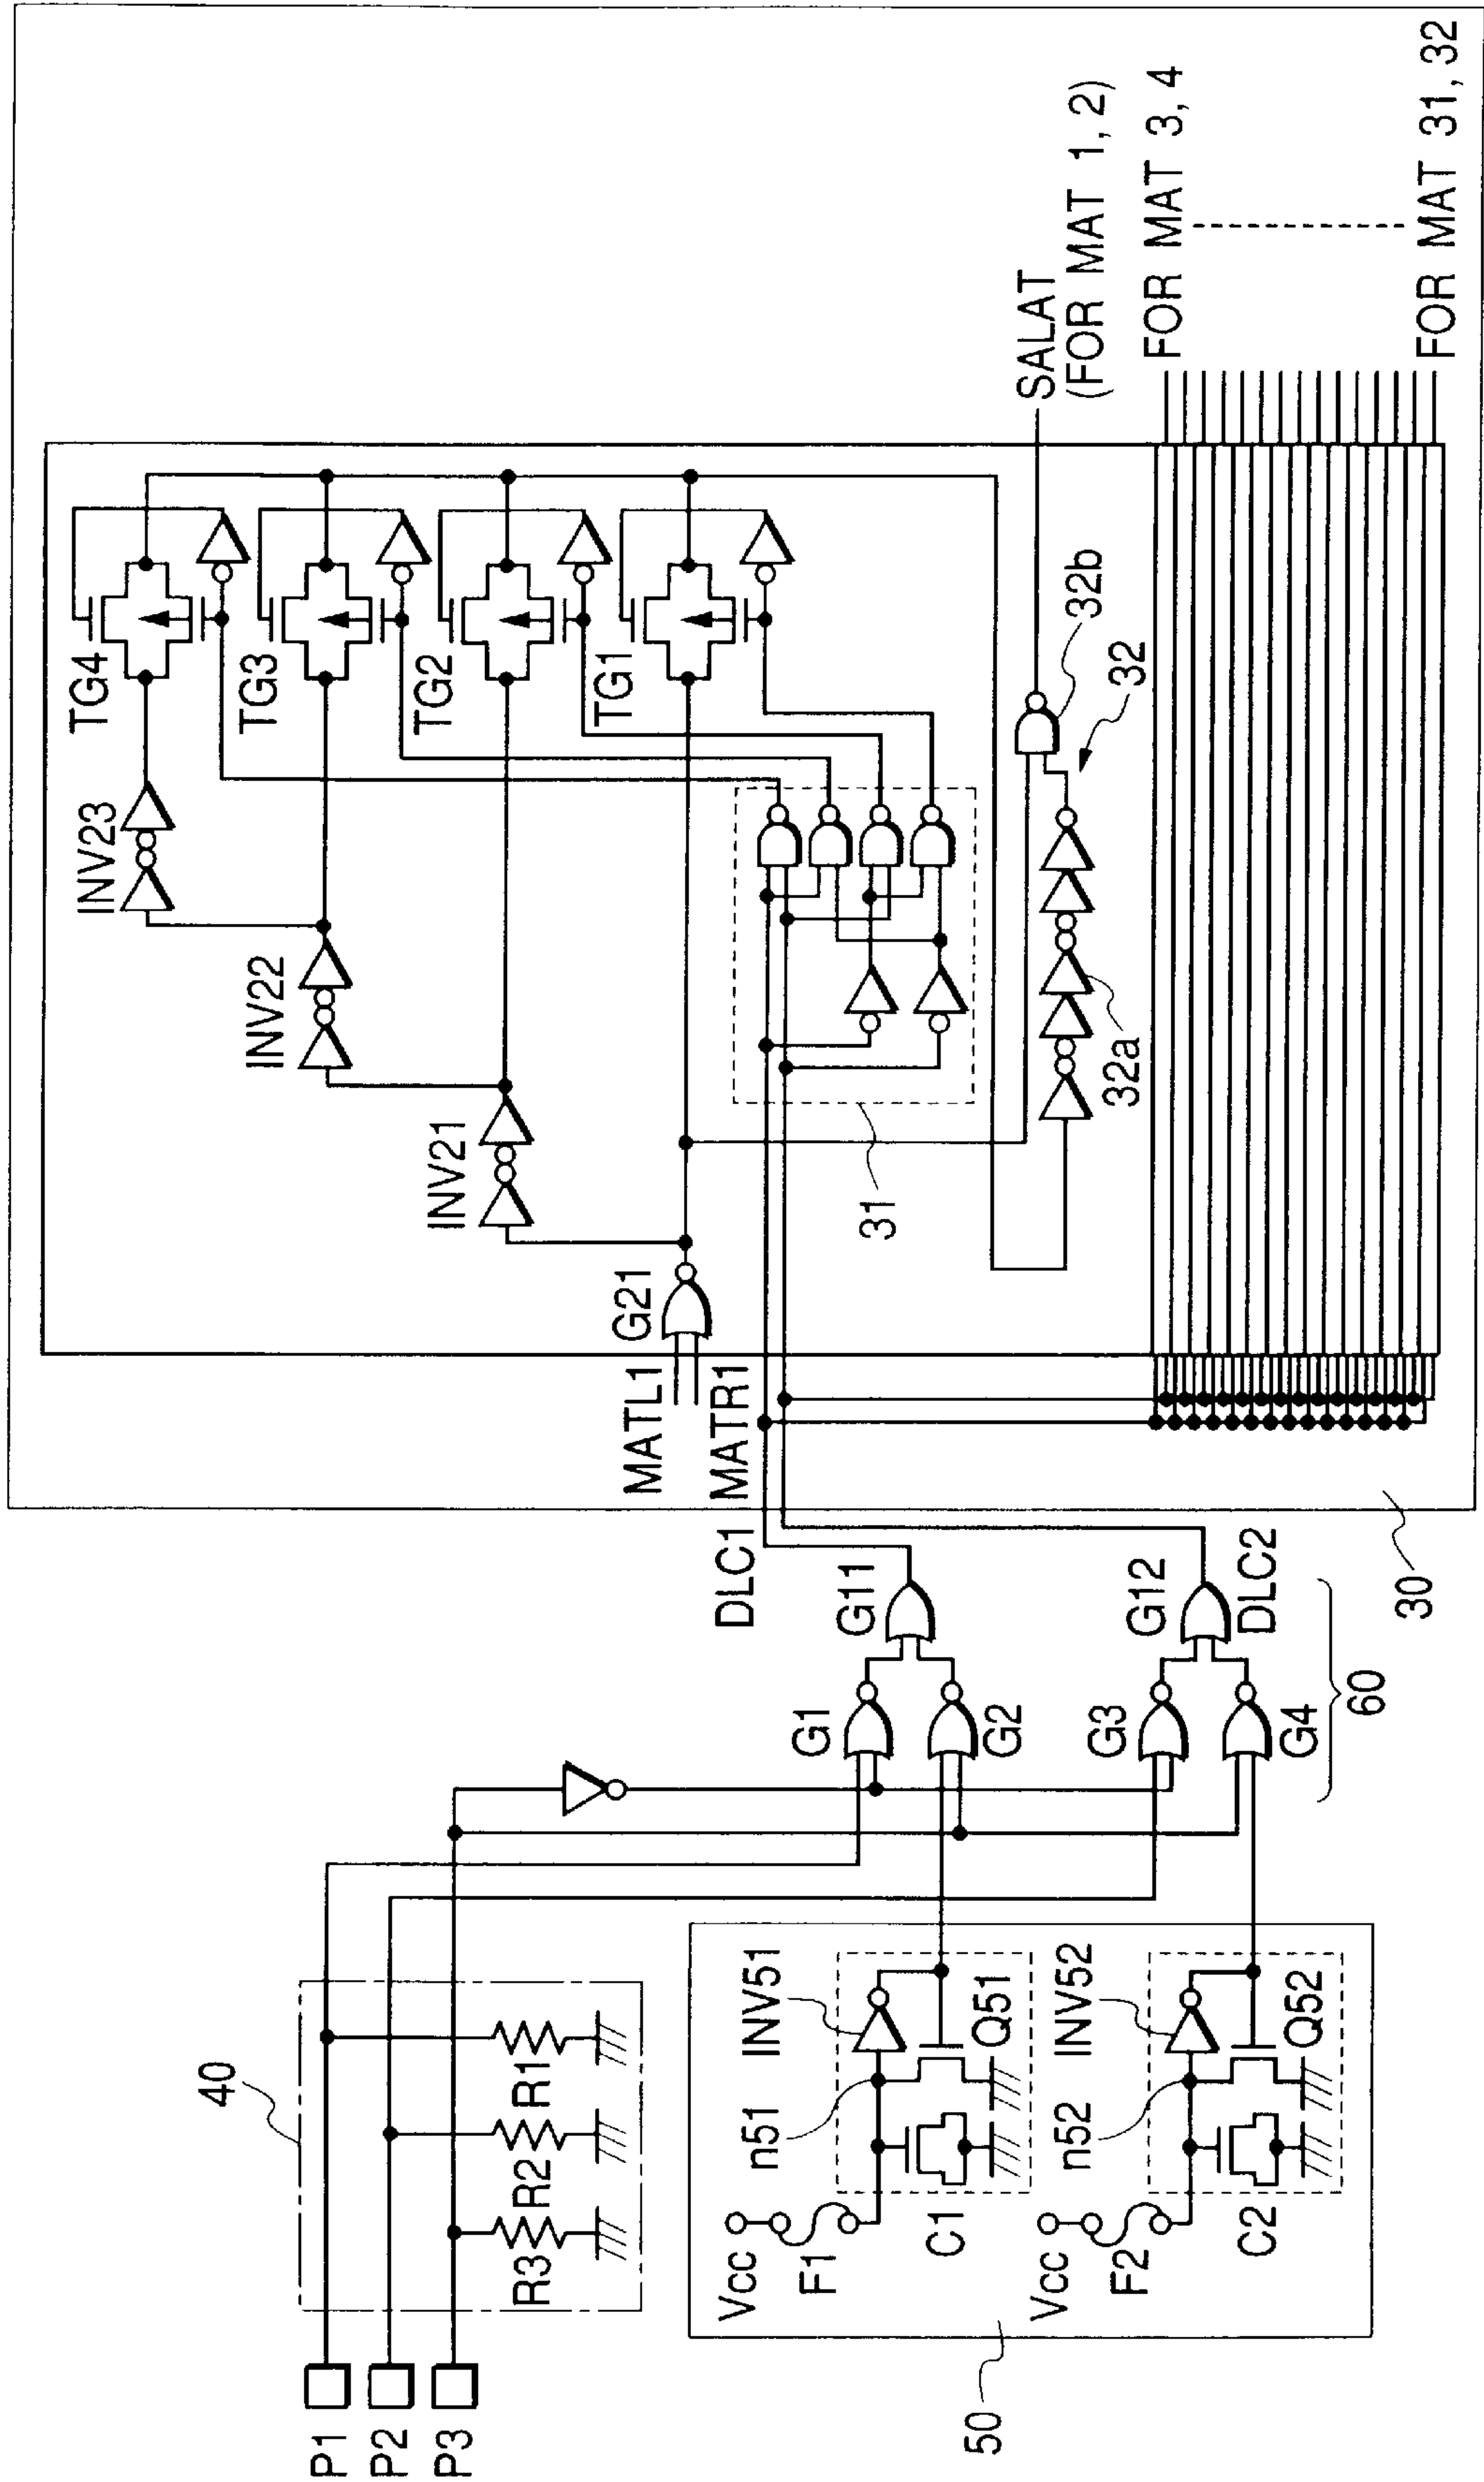 P1
P2
P3
40
R1
R2
R3
50
Vcc
F1
n51
C1
INV51
Q51
Vcc
F2
n52
C2
INV52
Q52
G1
G2
G3
G4
G11
G12
DLC1
DLC2
60
30
MATL1
MATR1
G21
INV21
INV22
INV23
TG4
TG3
TG2
TG1
31
32a
32
32b
SALAT
(FOR MAT 1, 2)
FOR MAT 3, 4
FOR MAT 31, 32